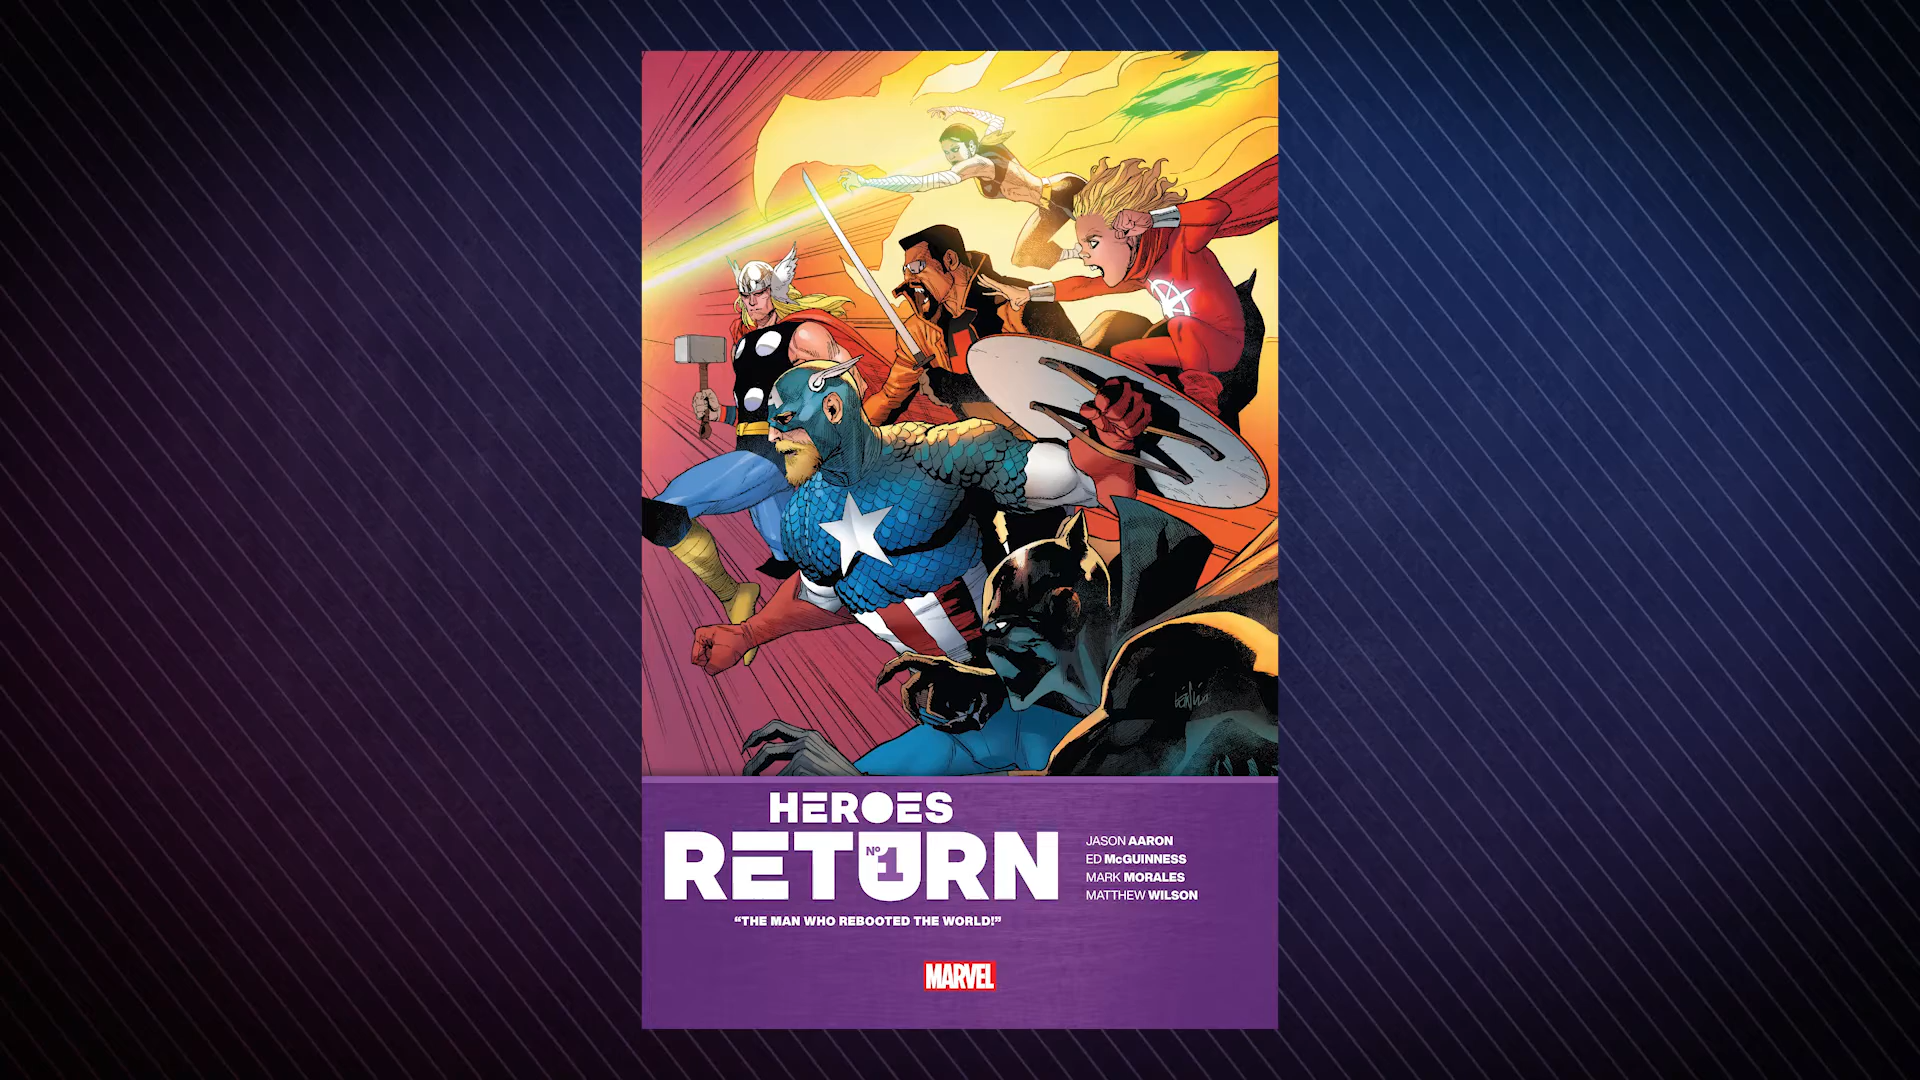 HEROES
RETURN
Nº1
"THE MAN WHO REBOOTED THE WORLD!"
JASON AARON
ED McGUINNESS
MARK MORALES
MATTHEW WILSON
MARVEL